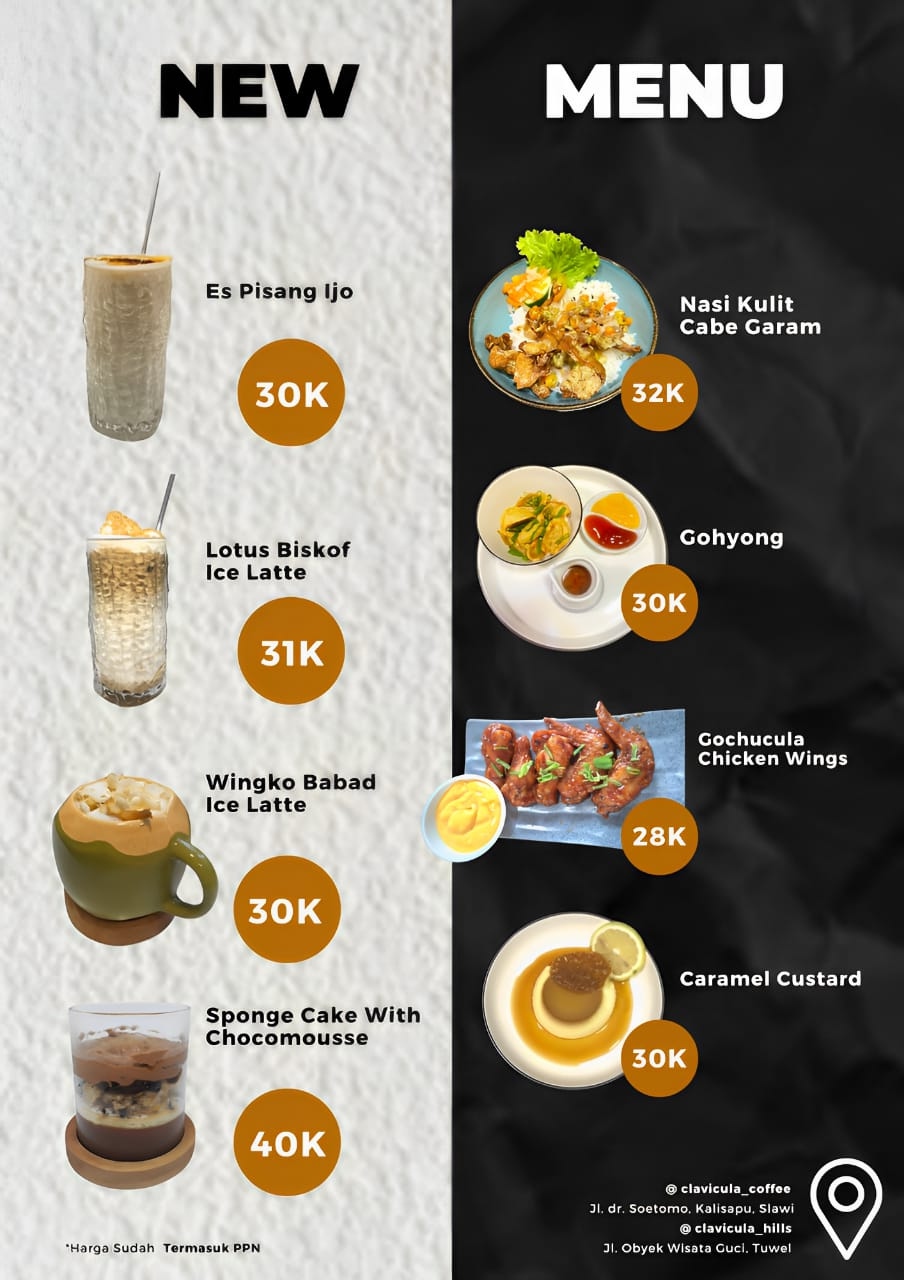 NEW MENU
Es Pisang Ijo
30K
Lotus Biskof
Ice Latte
31K
Wingko Babad
Ice Latte
30K
Sponge Cake With
Chocomousse
40K
*Harga Sudah Termasuk PPN
Nasi Kulit
Cabe Garam
32K
Gohyong
30K
Gochucula
Chicken Wings
28K
Caramel Custard
30K
@ clavicula_coffee
Jl. dr. Soetomo, Kalisapu, Slawi
@ clavicula_hills
Jl. Obyek Wisata Guci, Tuwel